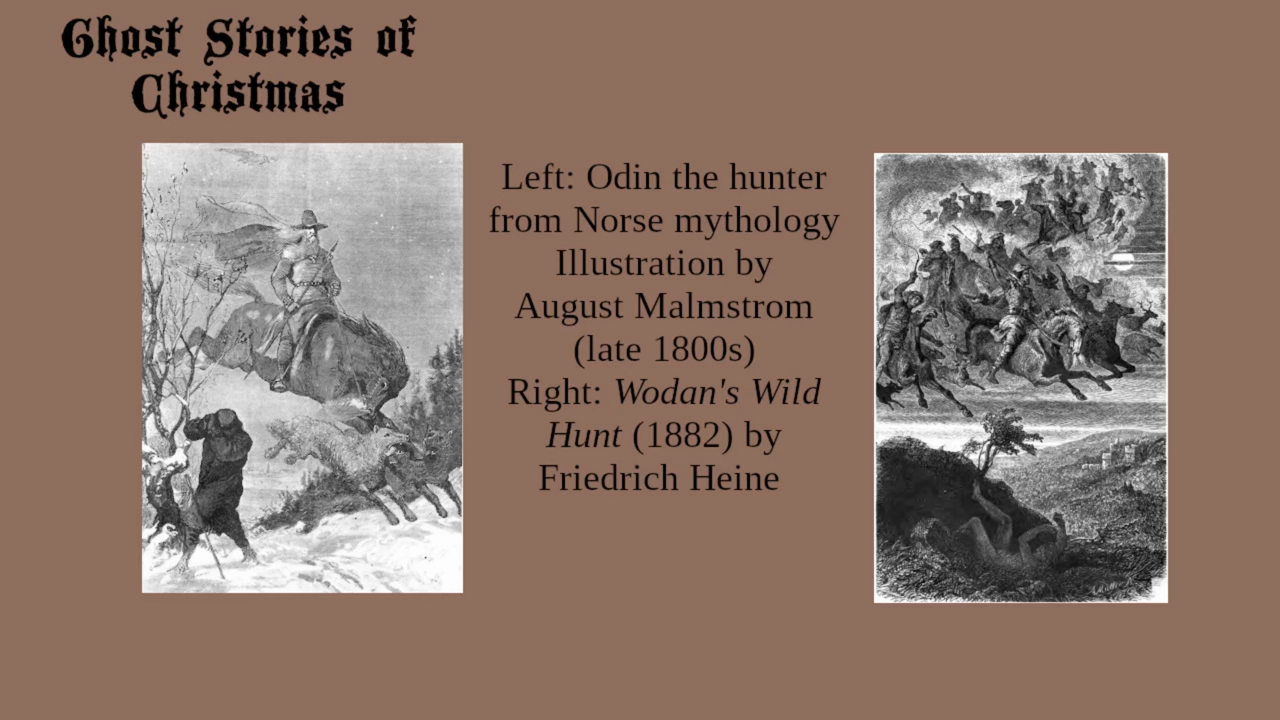 Ghost Stories of
Christmas
Left: Odin the hunter
from Norse mythology
Illustration by
August Malmstrom
(late 1800s)
Right: Wodan's Wild
Hunt (1882) by
Friedrich Heine